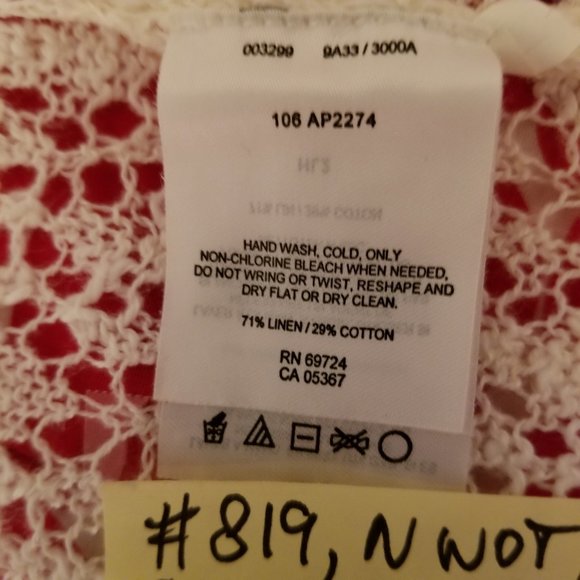 003299 9A33 / 3000A
106 AP2274
HAND WASH, COLD, ONLY
NON-CHLORINE BLEACH WHEN NEEDED,
DO NOT WRING OR TWIST, RESHAPE AND
DRY FLAT OR DRY CLEAN.
71% LINEN / 29% COTTON
RN 69724
CA 05367
#819, NWOT